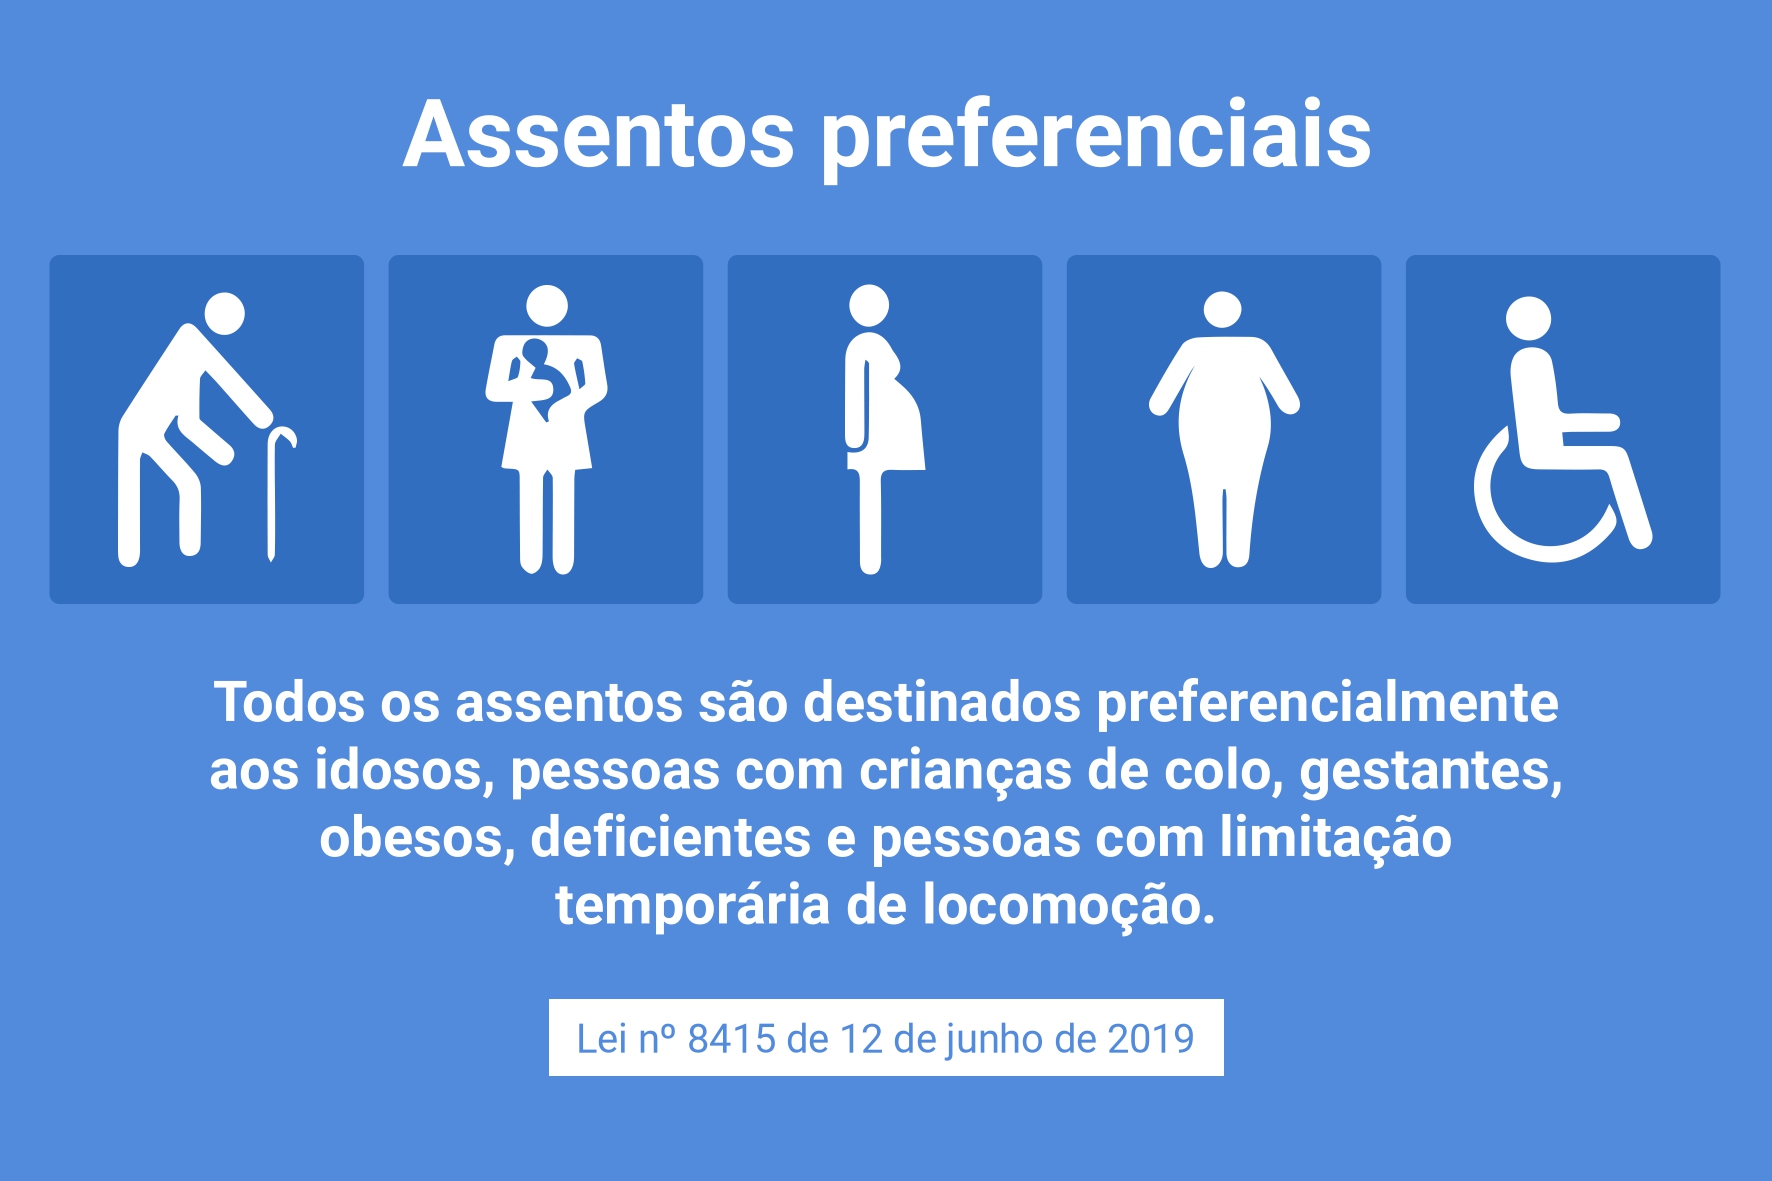 Assentos preferenciais
Todos os assentos são destinados preferencialmente
aos idosos, pessoas com crianças de colo, gestantes,
obesos, deficientes e pessoas com limitação
temporária de locomoção.
Lei nº 8415 de 12 de junho de 2019